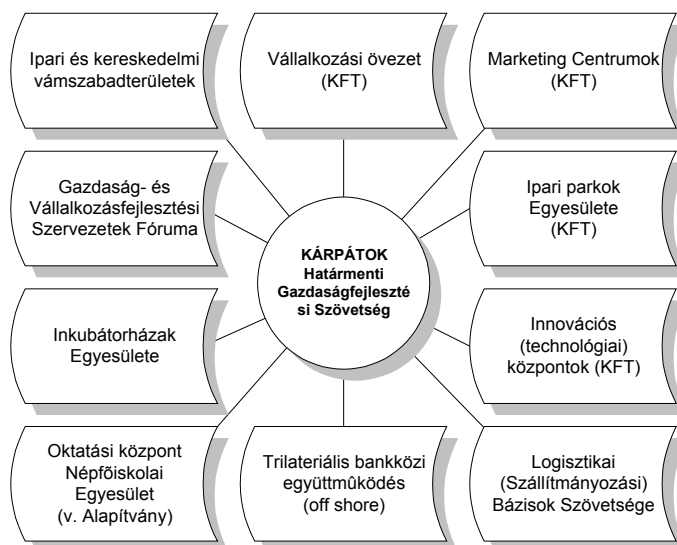 Ipari és kereskedelmi
vámszabadterületek
Vállalkozási övezet
(KFT)
Marketing Centrumok
(KFT)
Gazdaság- és
Vállalkozásfejlesztési
Szervezetek Fóruma
KÁRPÁTOK
Határmenti
Gazdaságfejleszté
si Szövetség
Ipari parkok
Egyesülete
(KFT)
Inkubátorházak
Egyesülete
Innovációs
(technológiai)
központok (KFT)
Oktatási központ
Népfõiskolai
Egyesület
(v. Alapítvány)
Trilateriális bankközi
együttmûködés
(off shore)
Logisztikai
(Szállítmányozási)
Bázisok Szövetsége